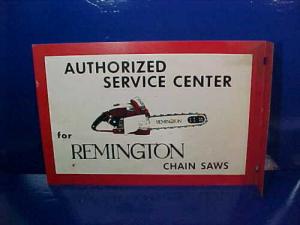 AUTHORIZED
SERVICE CENTER
REMINGTON
for REMINGTON
CHAIN SAWS